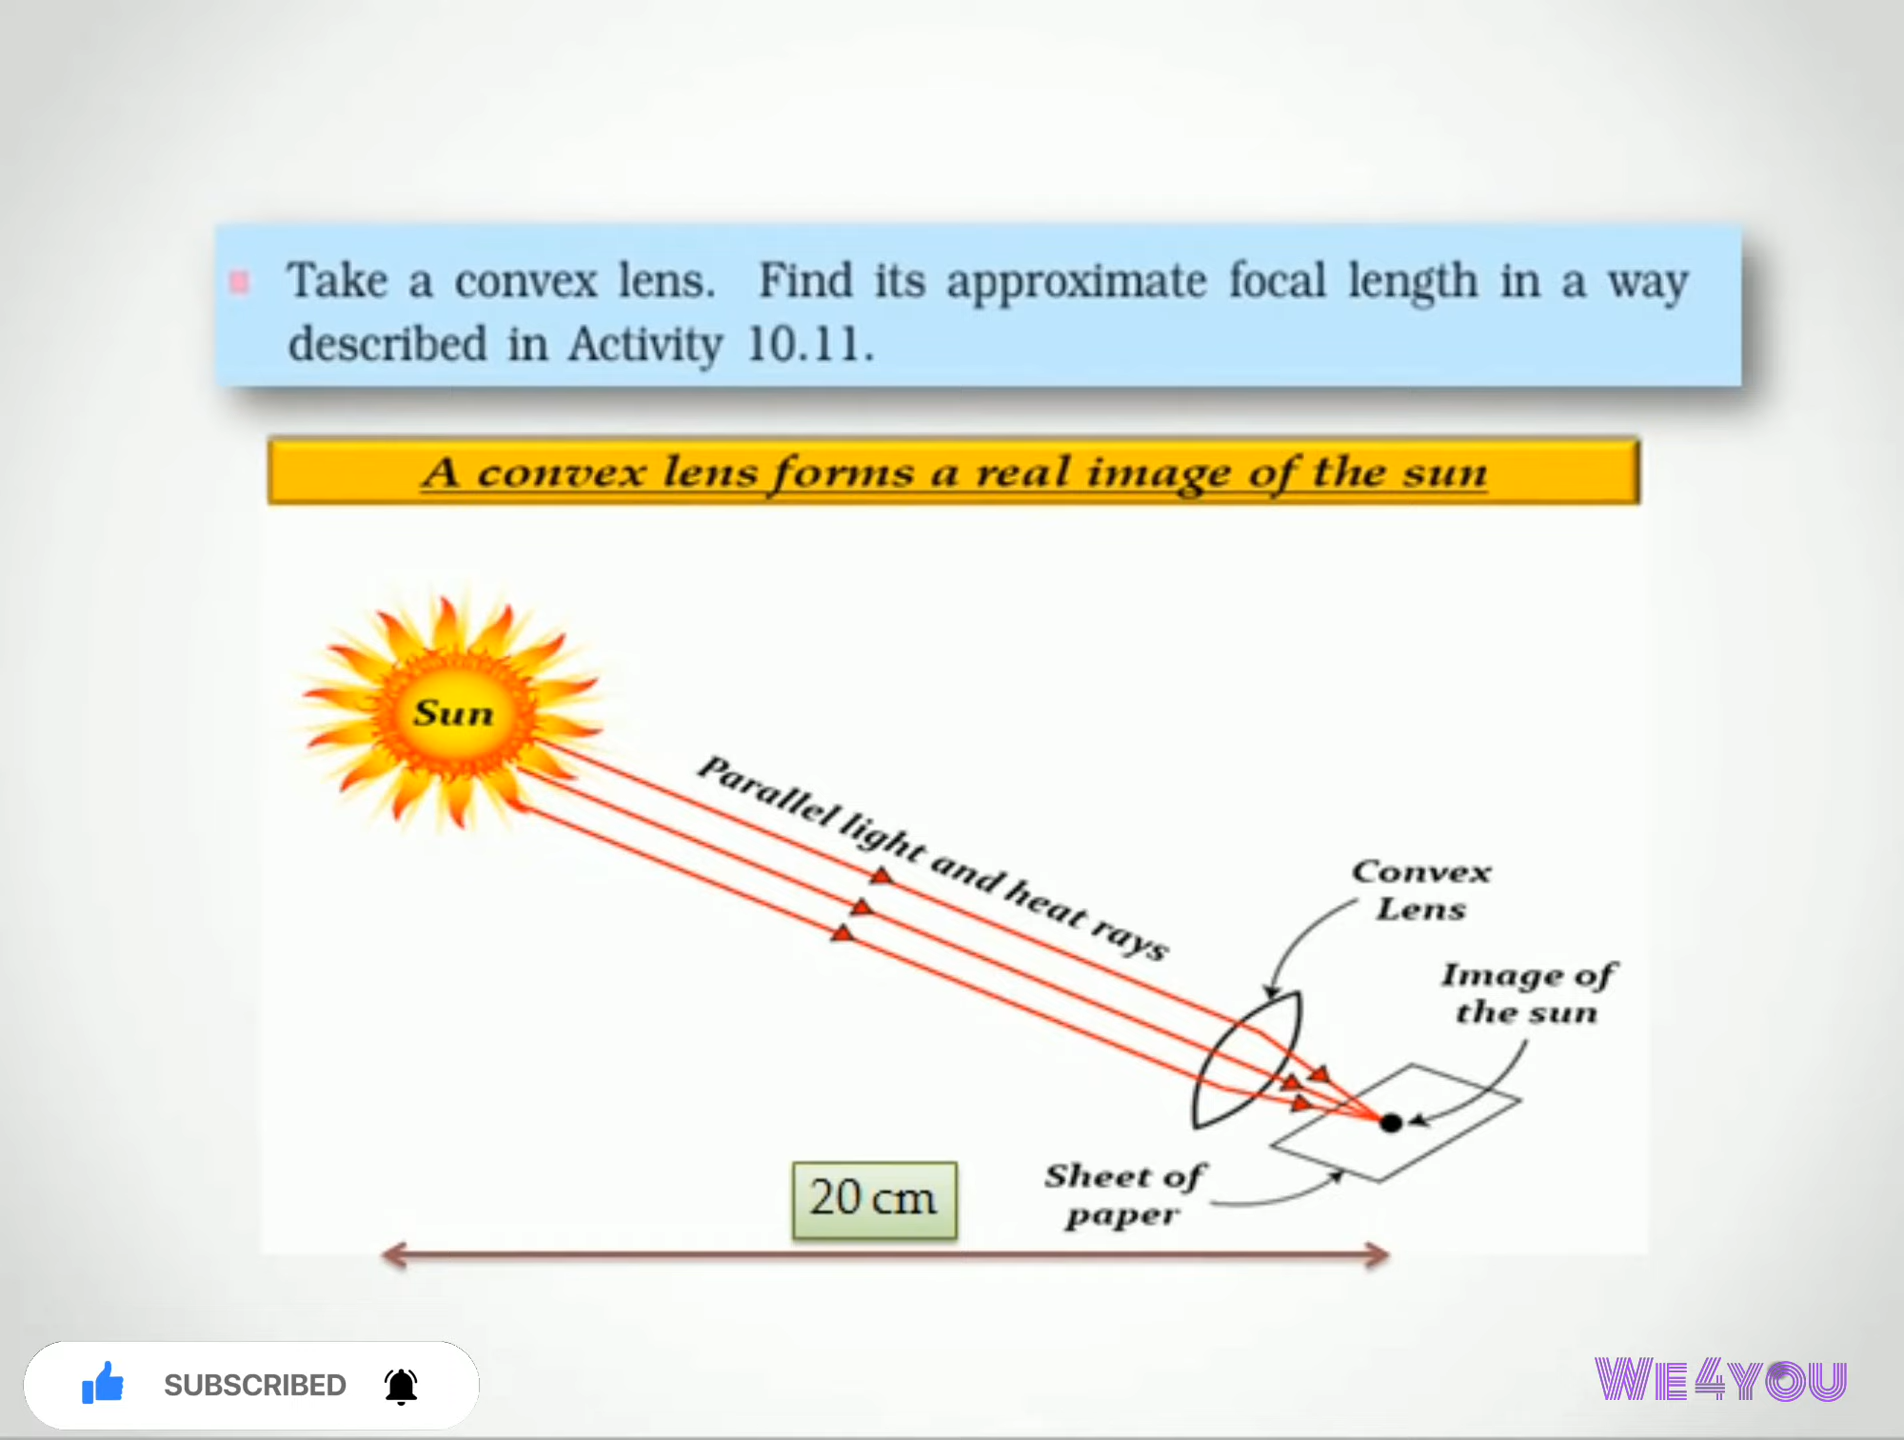 Take a convex lens. Find its approximate focal length in a way
described in Activity 10.11.
A convex lens forms a real image of the sun
Sun
Parallel light and heat rays
Convex
Lens
Image of
the sun
Sheet of
paper
20 cm
SUBSCRIBED
WE4YOU